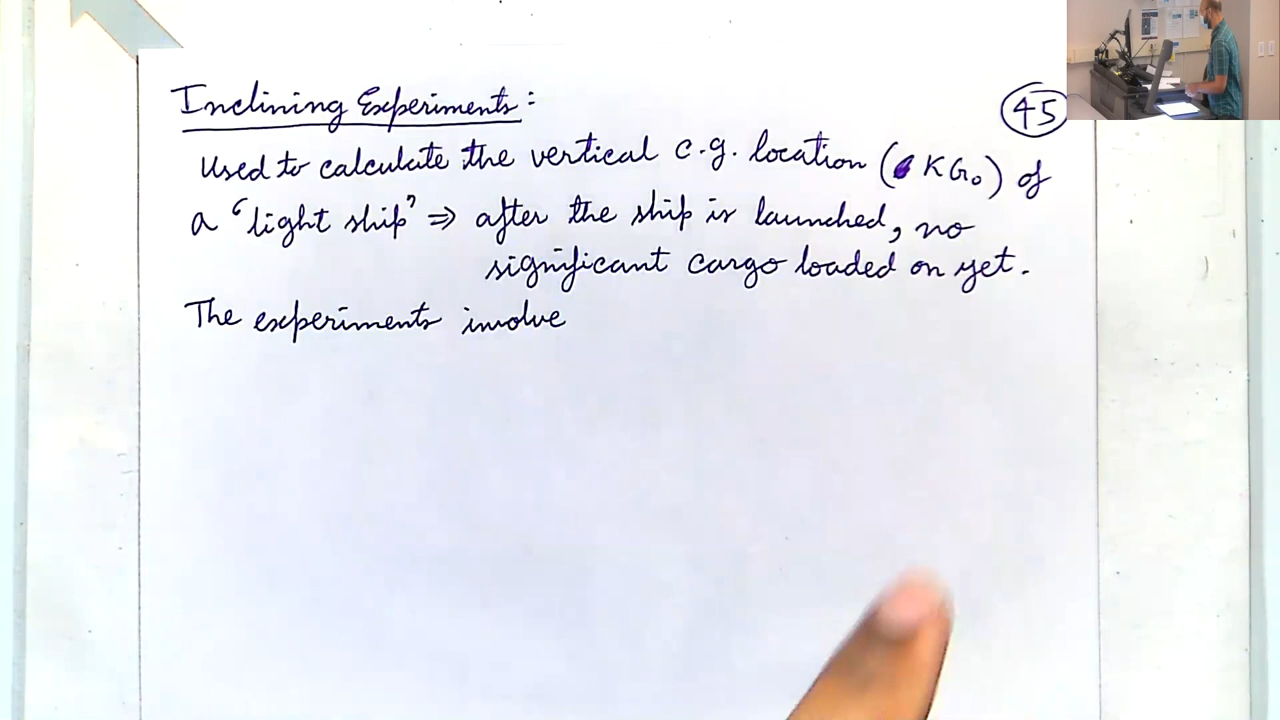 Inclining Experiments:
45
Used to calculate the vertical c.g. location (KG₀) of
a "light ship" ⇒ after the ship is launched, no
significant cargo loaded on yet.
The experiments involve